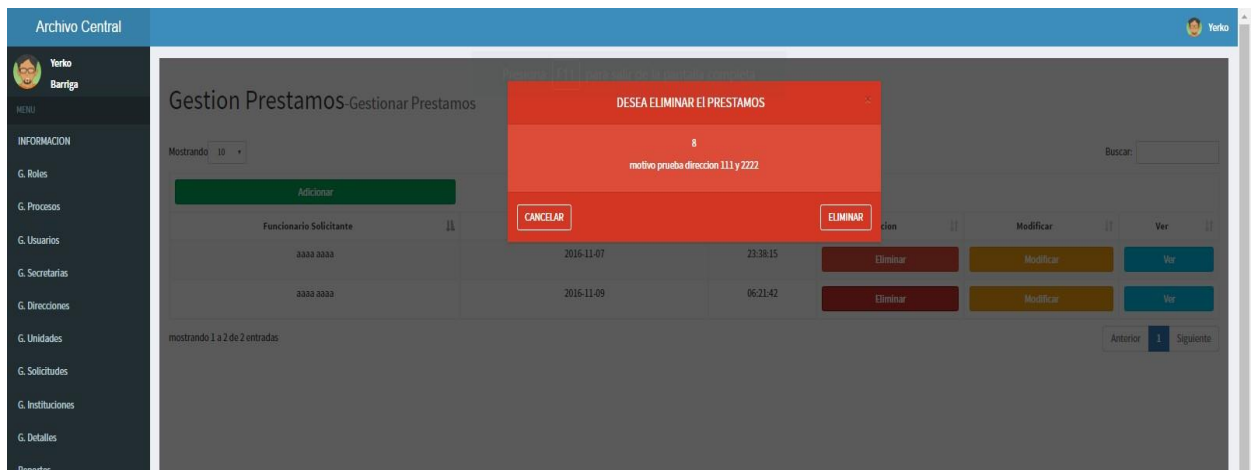 Archivo Central
Yerko
Yerko
Barriga
MENU
INFORMACION
G. Roles
G. Procesos
G. Usuarios
G. Secretarias
G. Direcciones
G. Unidades
G. Solicitudes
G. Instituciones
G. Detalles
Reportes
Gestion Prestamos-Gestionar Prestamos
Mostrando 10
Buscar:
Adicionar
DESEA ELIMINAR El PRESTAMOS
×
8
motivo prueba direccion 111 y 2222
CANCELAR ELIMINAR
Funcionario Solicitante cion Modificar Ver
aaaa aaaa 2016-11-07 23:38:15 Eliminar Modificar Ver
aaaa aaaa 2016-11-09 06:21:42 Eliminar Modificar Ver
mostrando 1 a 2 de 2 entradas
Anterior 1 Siguiente